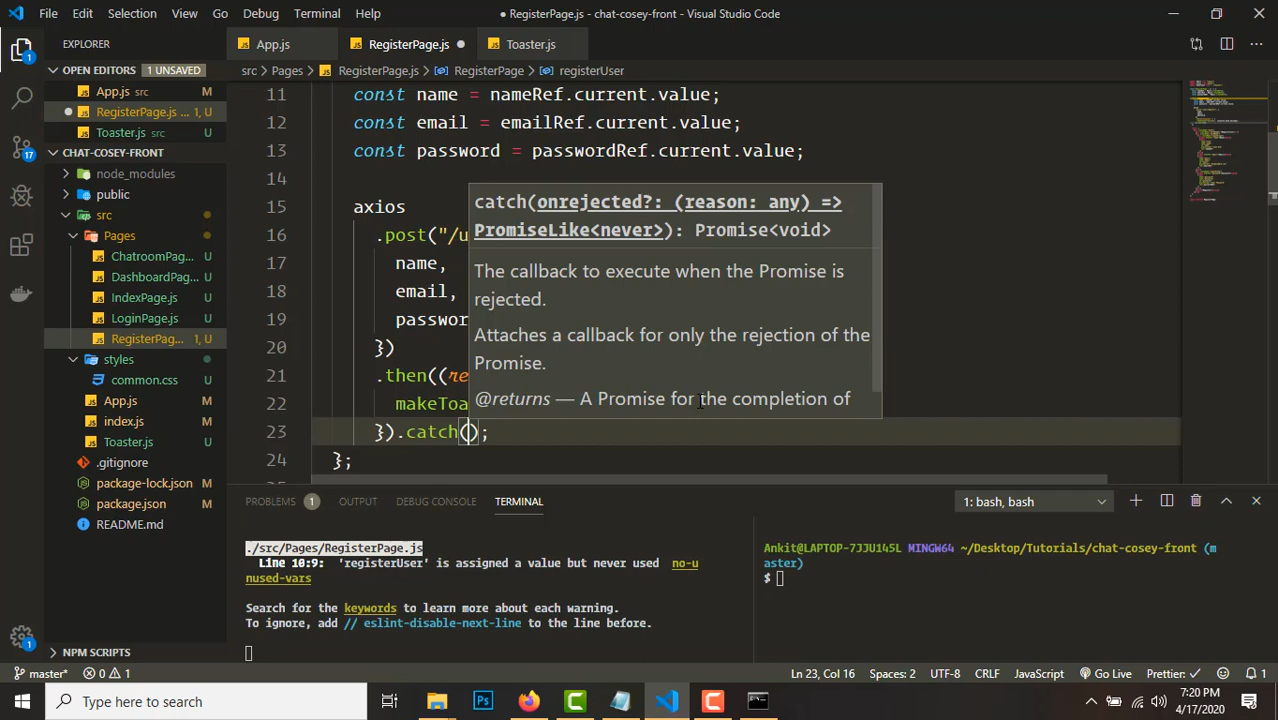 File Edit Selection View Go Debug Terminal Help
● RegisterPage.js - chat-cosey-front - Visual Studio Code
EXPLORER
App.js
RegisterPage.js ●
Toaster.js
OPEN EDITORS 1 UNSAVED
src > Pages > RegisterPage.js > RegisterPage > registerUser
App.js src M
RegisterPage.js ... 1, U
Toaster.js src U
CHAT-COSEY-FRONT
node_modules
public
src
Pages
ChatroomPag... U
DashboardPag... U
IndexPage.js U
LoginPage.js U
RegisterPag... 1, U
styles
common.css U
App.js M
index.js M
Toaster.js U
.gitignore
package-lock.json M
package.json M
README.md
NPM SCRIPTS
11 const name = nameRef.current.value;
12 const email = emailRef.current.value;
13 const password = passwordRef.current.value;
14
15 axios
16 .post("/u
17 name,
18 email,
19 passwor
20 })
21 .then((re
22 makeToa
23 }).catch();
24 };
catch(onrejected?: (reason: any) =>
PromiseLike<never>): Promise<void>
The callback to execute when the Promise is
rejected.
Attaches a callback for only the rejection of the
Promise.
@returns — A Promise for the completion of
PROBLEMS 1 OUTPUT DEBUG CONSOLE TERMINAL
1: bash, bash
./src/Pages/RegisterPage.js
Line 10:9: 'registerUser' is assigned a value but never used no-u
nused-vars
Search for the keywords to learn more about each warning.
To ignore, add // eslint-disable-next-line to the line before.
Ankit@LAPTOP-7JJU145L MINGW64 ~/Desktop/Tutorials/chat-cosey-front (m
aster)
$
master* 0 1
Ln 23, Col 16 Spaces: 2 UTF-8 CRLF JavaScript Go Live Prettier: ✓ 1
1
17
1
Type here to search
Ps
7:20 PM
4/17/2020